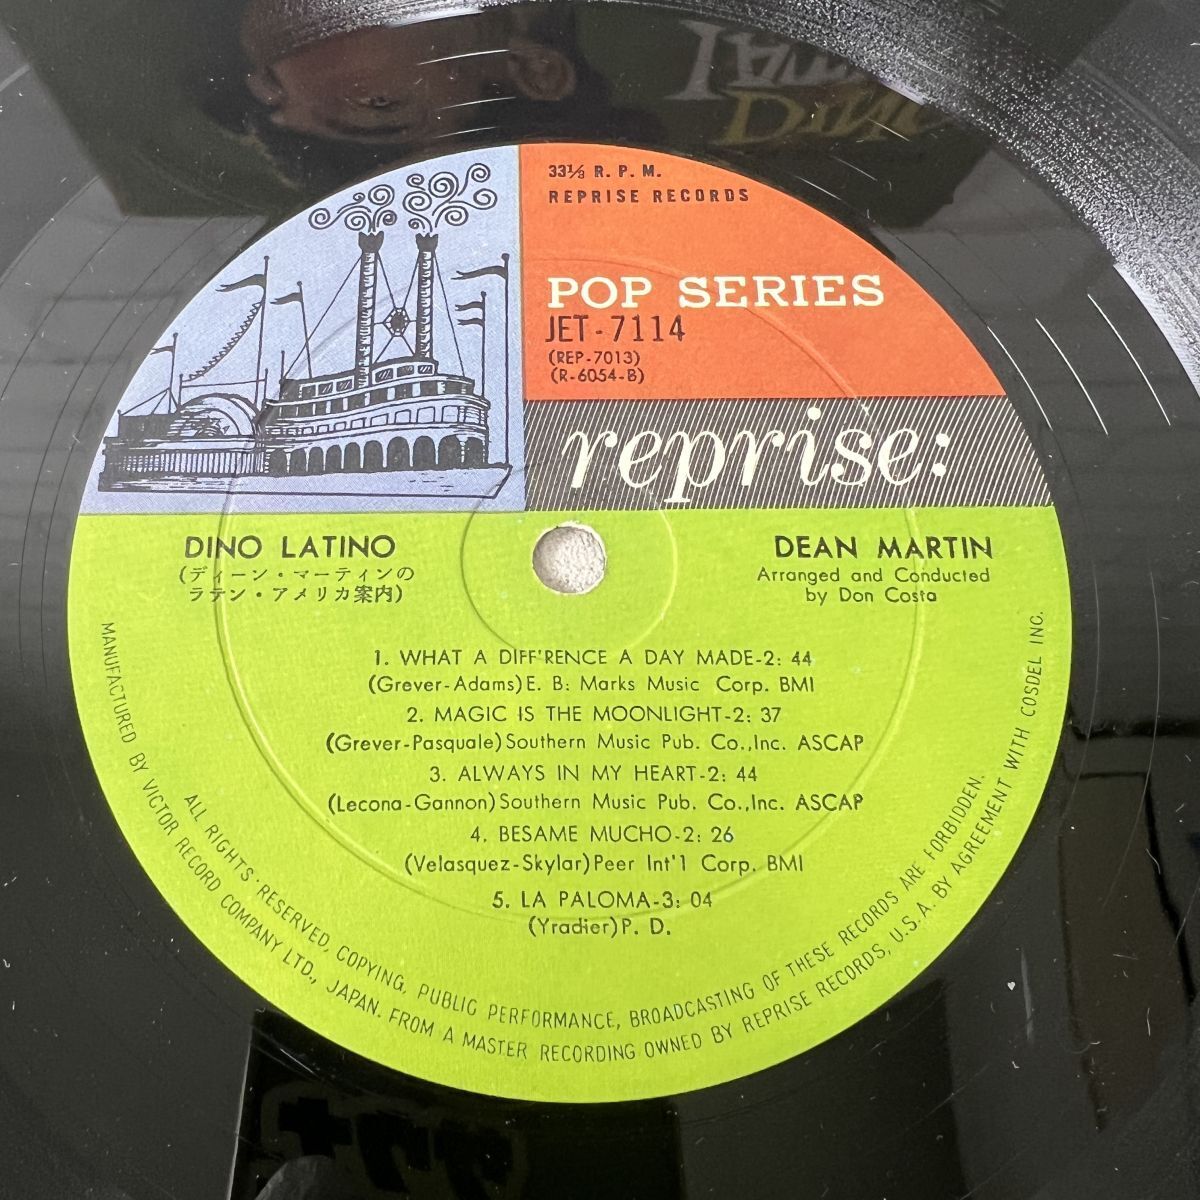 33⅓ R. P. M.
REPRISE RECORDS
POP SERIES
JET-7114
(REP-7013)
(R-6054-B)
reprise:
DINO LATINO
(ディーン・マーティンの
ラテン・アメリカ案内)
DEAN MARTIN
Arranged and Conducted
by Don Costa
1. WHAT A DIFF'RENCE A DAY MADE-2: 44
(Grever-Adams) E. B: Marks Music Corp. BMI
2. MAGIC IS THE MOONLIGHT-2: 37
(Grever-Pasquale) Southern Music Pub. Co.,Inc. ASCAP
3. ALWAYS IN MY HEART-2: 44
(Lecona-Gannon) Southern Music Pub. Co.,Inc. ASCAP
4. BESAME MUCHO-2: 26
(Velasquez-Skylar) Peer Int'l Corp. BMI
5. LA PALOMA-3: 04
(Yradier) P. D.
ALL RIGHTS RESERVED, COPYING, PUBLIC PERFORMANCE, BROADCASTING OF THESE RECORDS ARE FORBIDDEN.
MANUFACTURED BY VICTOR RECORD COMPANY LTD., JAPAN. FROM A MASTER RECORDING OWNED BY REPRISE RECORDS, U.S.A. BY AGREEMENT WITH COSDEL INC.